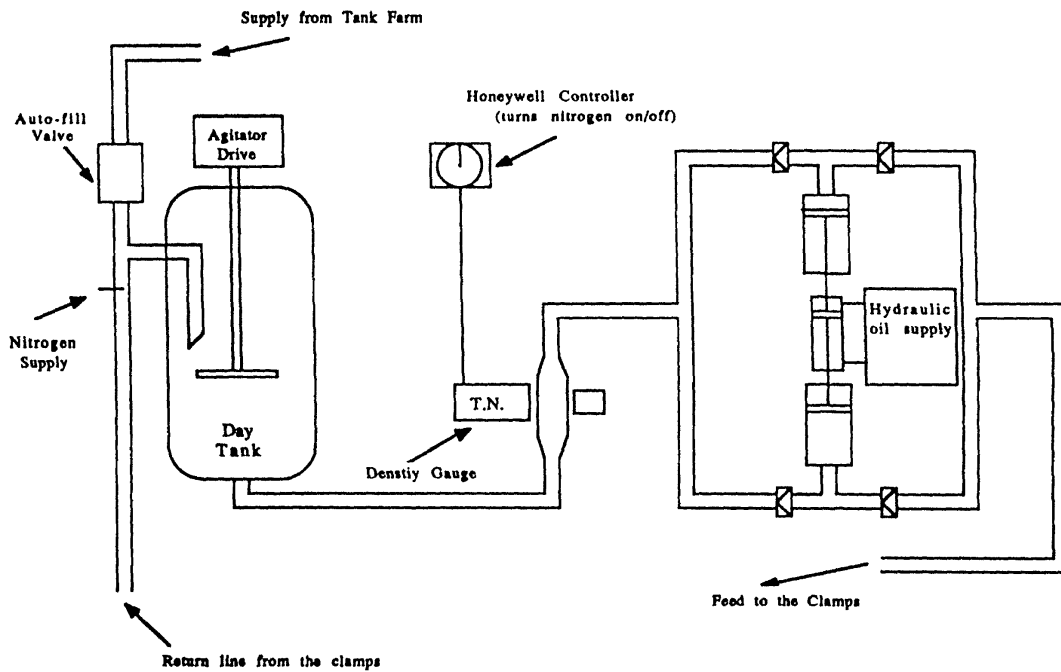 Supply from Tank Farm
Auto-fill
Valve
Agitator
Drive
Honeywell Controller
(turns nitrogen on/off)
Nitrogen
Supply
Hydraulic
oil supply
T.N.
Day
Tank
Denstiy Gauge
Feed to the Clamps
Return line from the clamps